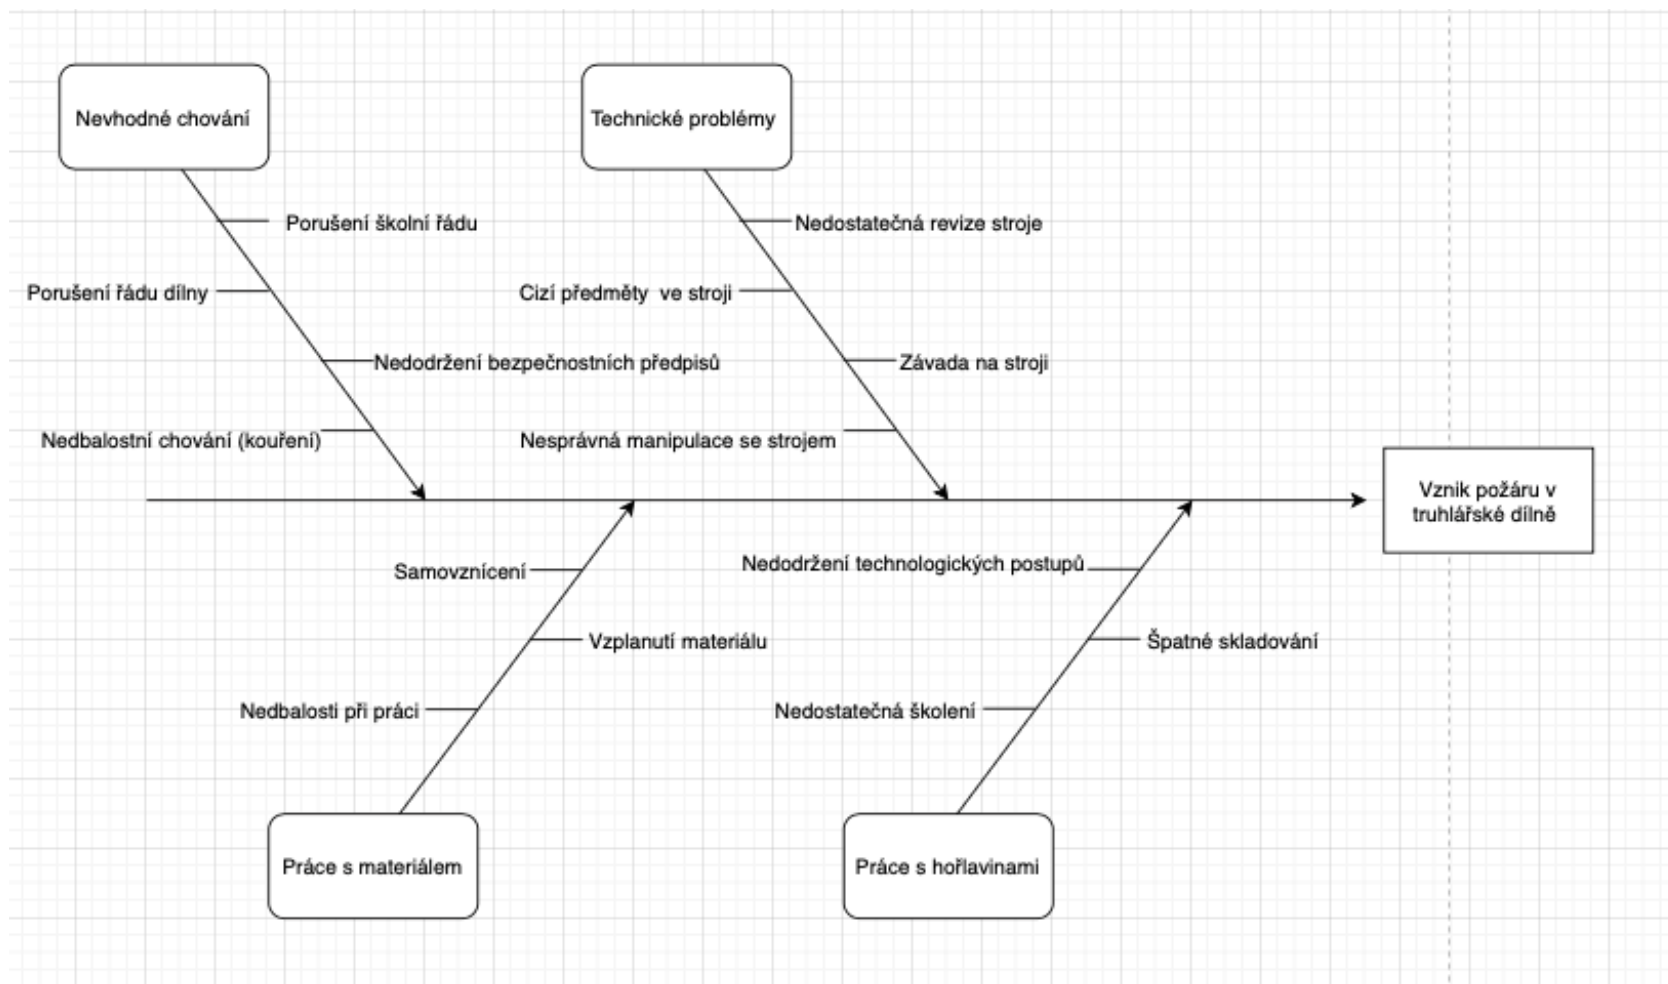 Nevhodné chování
Technické problémy
Porušení školní řádu
Nedostatečná revize stroje
Porušení řádu dílny
Cizí předměty  ve stroji
Nedodržení bezpečnostních předpisů
Závada na stroji
Nedbalostní chování (kouření)
Nesprávná manipulace se strojem
Vznik požáru v
truhlářské dílně
Samovznícení
Nedodržení technologických postupů
Vzplanutí materiálu
Špatné skladování
Nedbalosti při práci
Nedostatečná školení
Práce s materiálem
Práce s hořlavinami